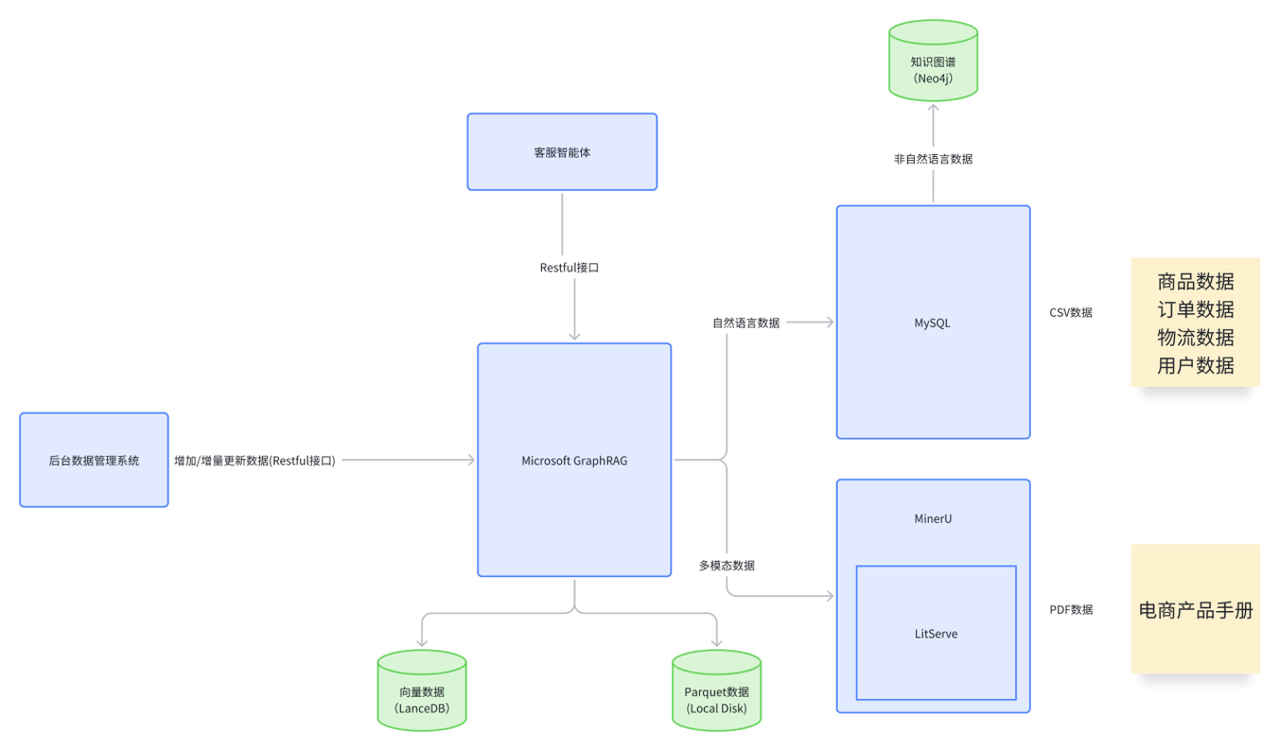 知识图谱
（Neo4j）
客服智能体
非自然语言数据
Restful接口
自然语言数据
MySQL
CSV数据
商品数据
订单数据
物流数据
用户数据
后台数据管理系统
增加/增量更新数据(Restful接口)
Microsoft GraphRAG
MinerU
多模态数据
LitServe
PDF数据
电商产品手册
向量数据
（LanceDB）
Parquet数据
(Local Disk)